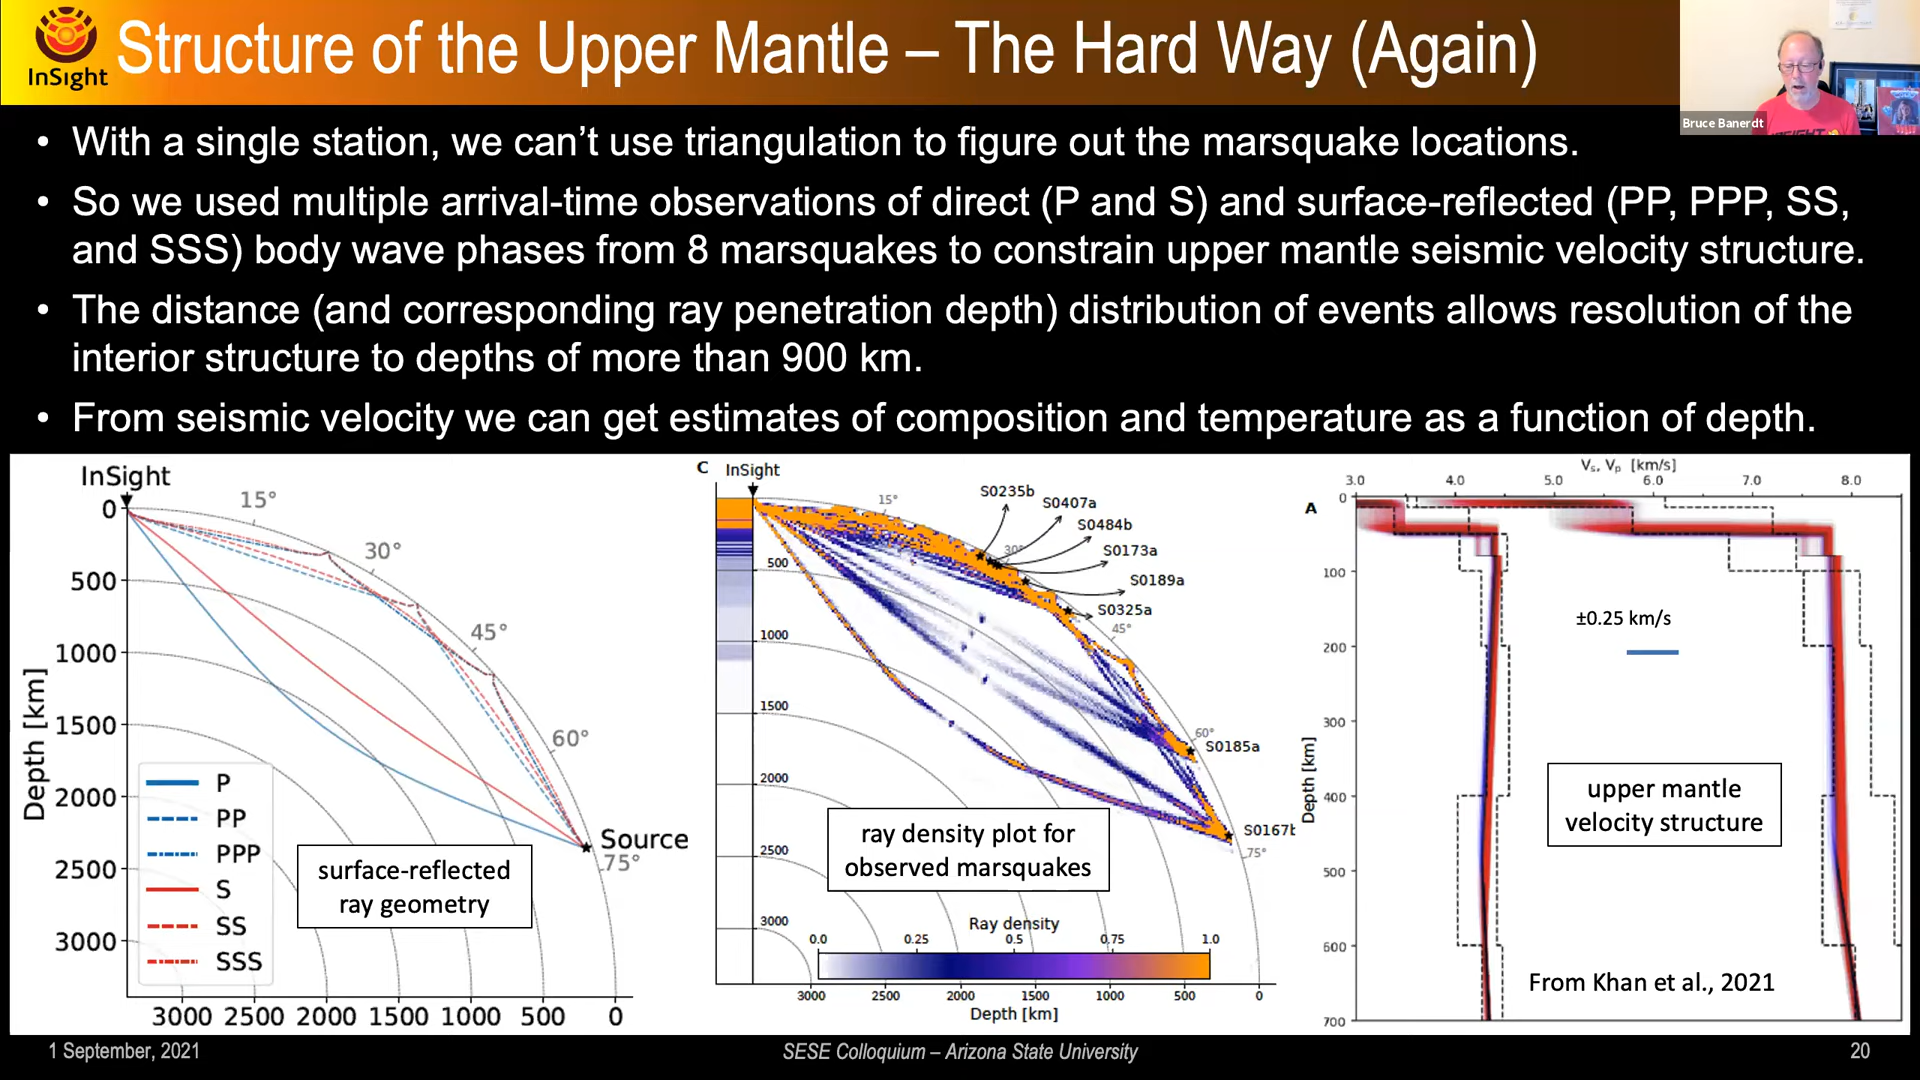 InSight
Structure of the Upper Mantle – The Hard Way (Again)
Bruce Banerdt
• With a single station, we can't use triangulation to figure out the marsquake locations.
• So we used multiple arrival-time observations of direct (P and S) and surface-reflected (PP, PPP, SS,
and SSS) body wave phases from 8 marsquakes to constrain upper mantle seismic velocity structure.
• The distance (and corresponding ray penetration depth) distribution of events allows resolution of the
interior structure to depths of more than 900 km.
• From seismic velocity we can get estimates of composition and temperature as a function of depth.
InSight
0
500
1000
1500
2000
2500
3000
Depth [km]
15°
30°
45°
60°
75°
Source
P
PP
PPP
S
SS
SSS
surface-reflected
ray geometry
3000 2500 2000 1500 1000 500 0
C InSight
15°
30°
45°
60°
75°
S0235b
S0407a
S0484b
S0173a
S0189a
S0325a
S0185a
S0167b
500
1000
1500
2000
2500
3000
ray density plot for
observed marsquakes
Ray density
0.0 0.25 0.5 0.75 1.0
3000 2500 2000 1500 1000 500 0
Depth [km]
A
Vs, Vp [km/s]
3.0 4.0 5.0 6.0 7.0 8.0
0
100
200
300
400
500
600
700
Depth [km]
±0.25 km/s
upper mantle
velocity structure
From Khan et al., 2021
1 September, 2021
SESE Colloquium – Arizona State University
20